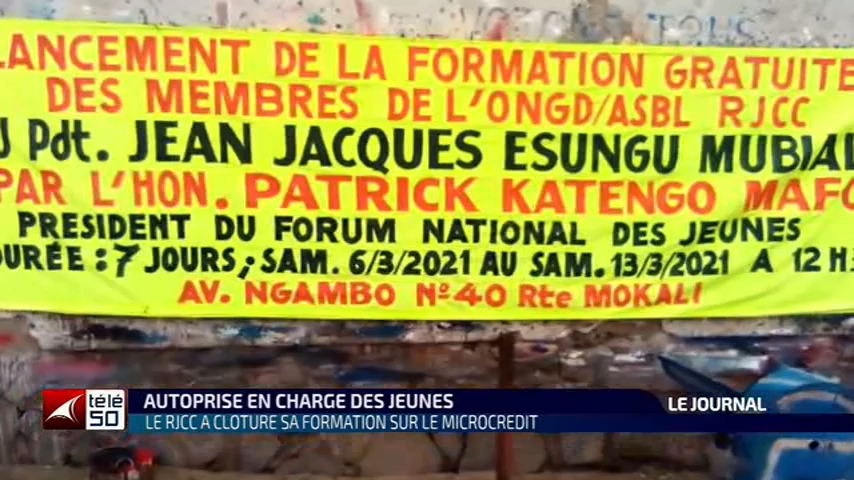 LANCEMENT DE LA FORMATION GRATUITE
DES MEMBRES DE L'ONGD/ASBL RJCC
Pdt. JEAN JACQUES ESUNGU
PAR L'HON. PATRICK KATENGO
PRESIDENT DU FORUM NATIONAL DES JEUNES
DURÉE : 7 JOURS ; SAM. 6/3/2021 AU SAM. 13/3/2021 A 12 H
AV. NGAMBO Nº 40 Rte MOKALI
télé 50
AUTOPRISE EN CHARGE DES JEUNES
LE RJCC A CLOTURE SA FORMATION SUR LE MICROCREDIT
LE JOURNAL